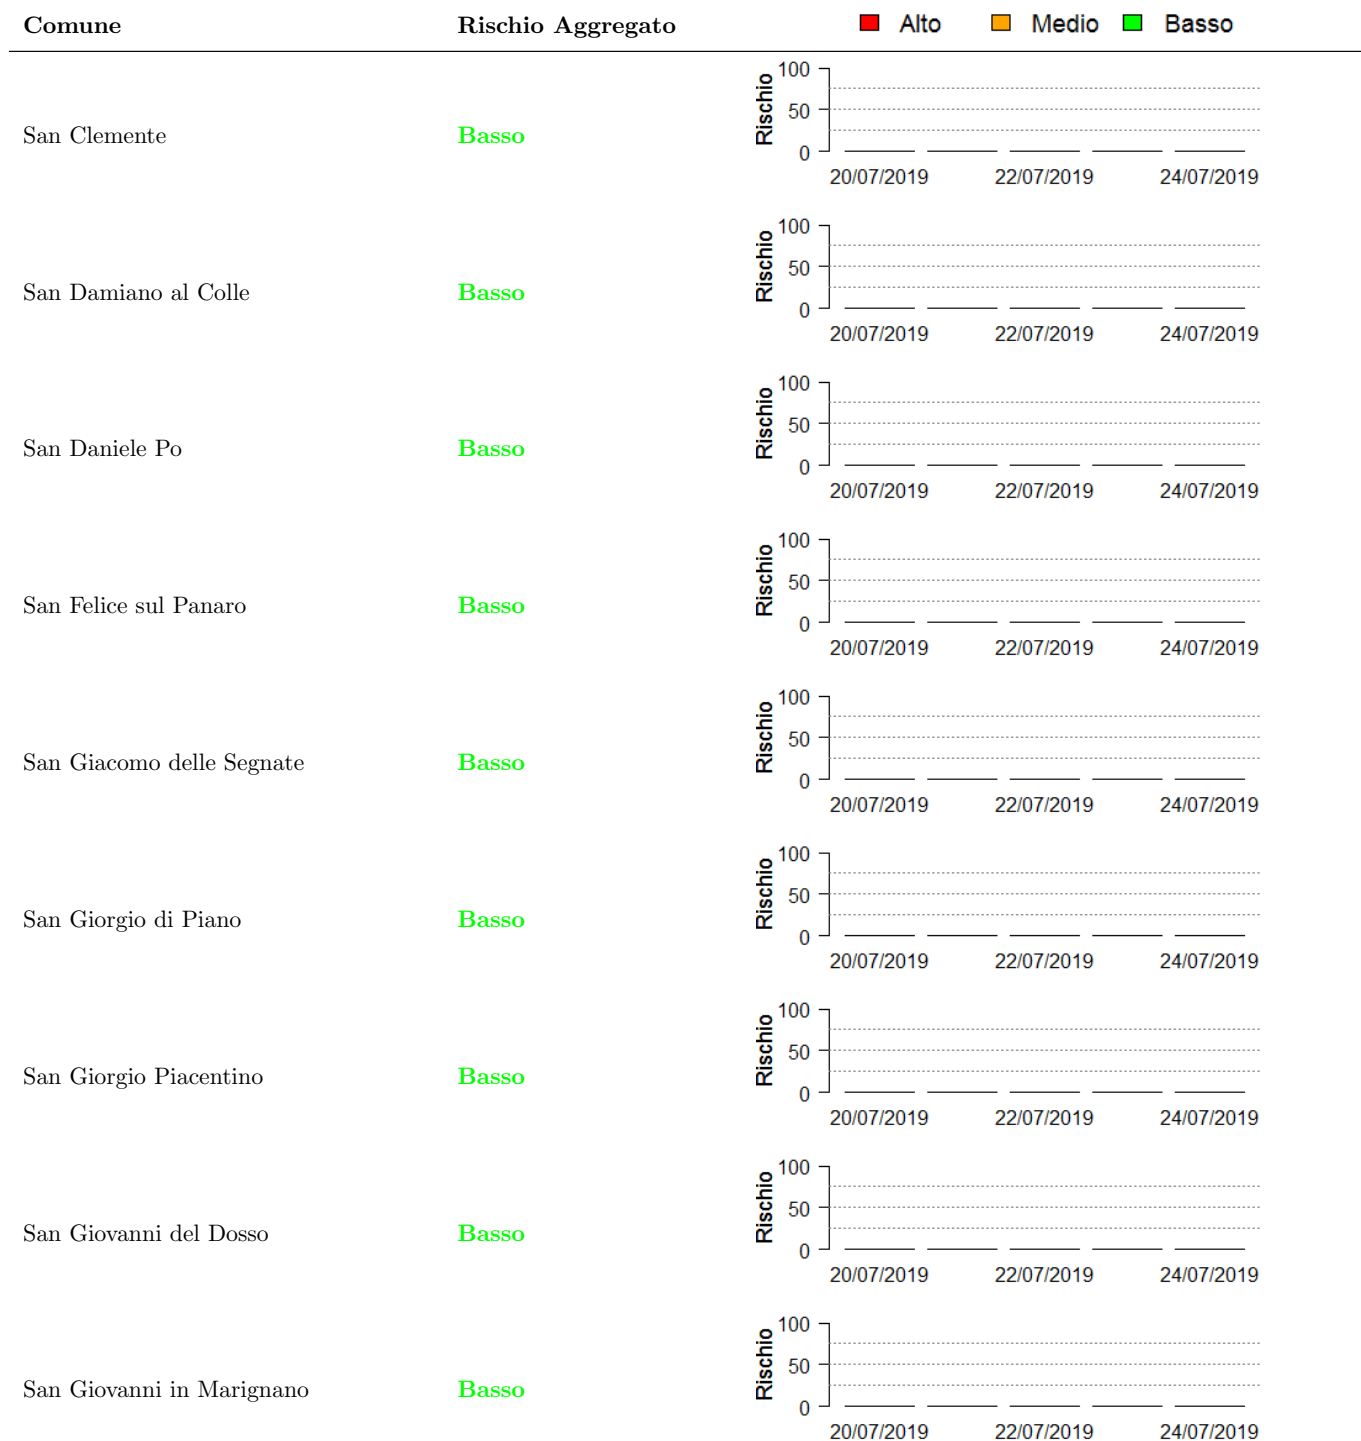 Comune Rischio Aggregato Alto Medio Basso
100
50
0
Rischio
San Clemente Basso
20/07/2019 22/07/2019 24/07/2019
100
50
0
Rischio
San Damiano al Colle Basso
20/07/2019 22/07/2019 24/07/2019
100
50
0
Rischio
San Daniele Po Basso
20/07/2019 22/07/2019 24/07/2019
100
50
0
Rischio
San Felice sul Panaro Basso
20/07/2019 22/07/2019 24/07/2019
100
50
0
Rischio
San Giacomo delle Segnate Basso
20/07/2019 22/07/2019 24/07/2019
100
50
0
Rischio
San Giorgio di Piano Basso
20/07/2019 22/07/2019 24/07/2019
100
50
0
Rischio
San Giorgio Piacentino Basso
20/07/2019 22/07/2019 24/07/2019
100
50
0
Rischio
San Giovanni del Dosso Basso
20/07/2019 22/07/2019 24/07/2019
100
50
0
Rischio
San Giovanni in Marignano Basso
20/07/2019 22/07/2019 24/07/2019